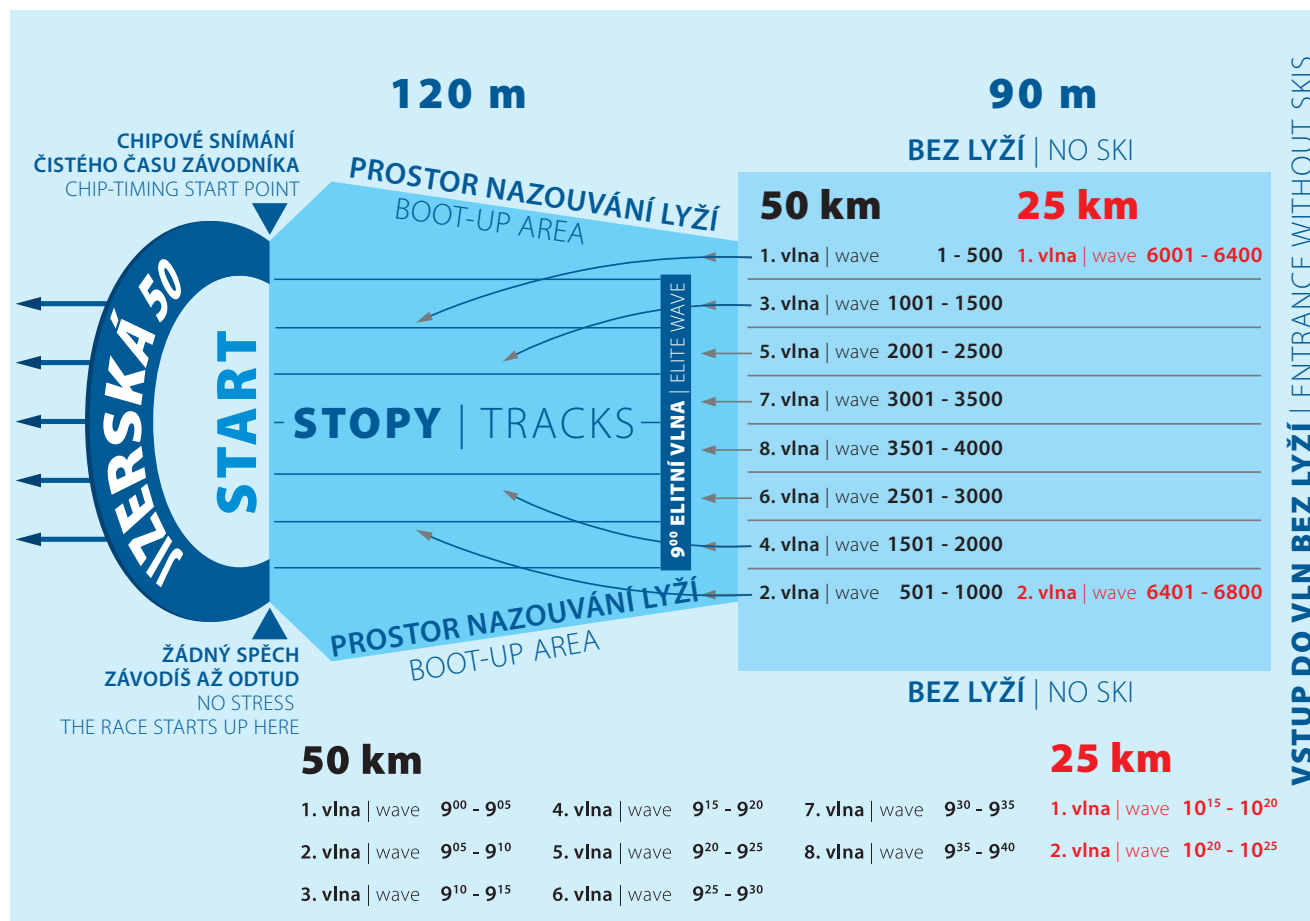 120 m
90 m
CHIPOVÉ SNÍMÁNÍ
ČISTÉHO ČASU ZÁVODNÍKA
CHIP-TIMING START POINT
PROSTOR NAZOUVÁNÍ LYŽÍ
BOOT-UP AREA
BEZ LYŽÍ | NO SKI
50 km 25 km
1. vlna | wave 1 - 500 1. vlna | wave 6001 - 6400
3. vlna | wave 1001 - 1500
5. vlna | wave 2001 - 2500
7. vlna | wave 3001 - 3500
8. vlna | wave 3501 - 4000
6. vlna | wave 2501 - 3000
4. vlna | wave 1501 - 2000
2. vlna | wave 501 - 1000 2. vlna | wave 6401 - 6800
JIZERSKÁ 50
START
STOPY | TRACKS
9⁰⁰ ELITNÍ VLNA | ELITE WAVE
VSTUP DO VLN BEZ LYŽÍ | ENTRANCE WITHOUT SKIS
PROSTOR NAZOUVÁNÍ LYŽÍ
BOOT-UP AREA
BEZ LYŽÍ | NO SKI
ŽÁDNÝ SPĚCH
ZÁVODÍŠ AŽ ODTUD
NO STRESS
THE RACE STARTS UP HERE
50 km 25 km
1. vlna | wave 9⁰⁰ - 9⁰⁵ 4. vlna | wave 9¹⁵ - 9²⁰ 7. vlna | wave 9³⁰ - 9³⁵ 1. vlna | wave 10¹⁵ - 10²⁰
2. vlna | wave 9⁰⁵ - 9¹⁰ 5. vlna | wave 9²⁰ - 9²⁵ 8. vlna | wave 9³⁵ - 9⁴⁰ 2. vlna | wave 10²⁰ - 10²⁵
3. vlna | wave 9¹⁰ - 9¹⁵ 6. vlna | wave 9²⁵ - 9³⁰